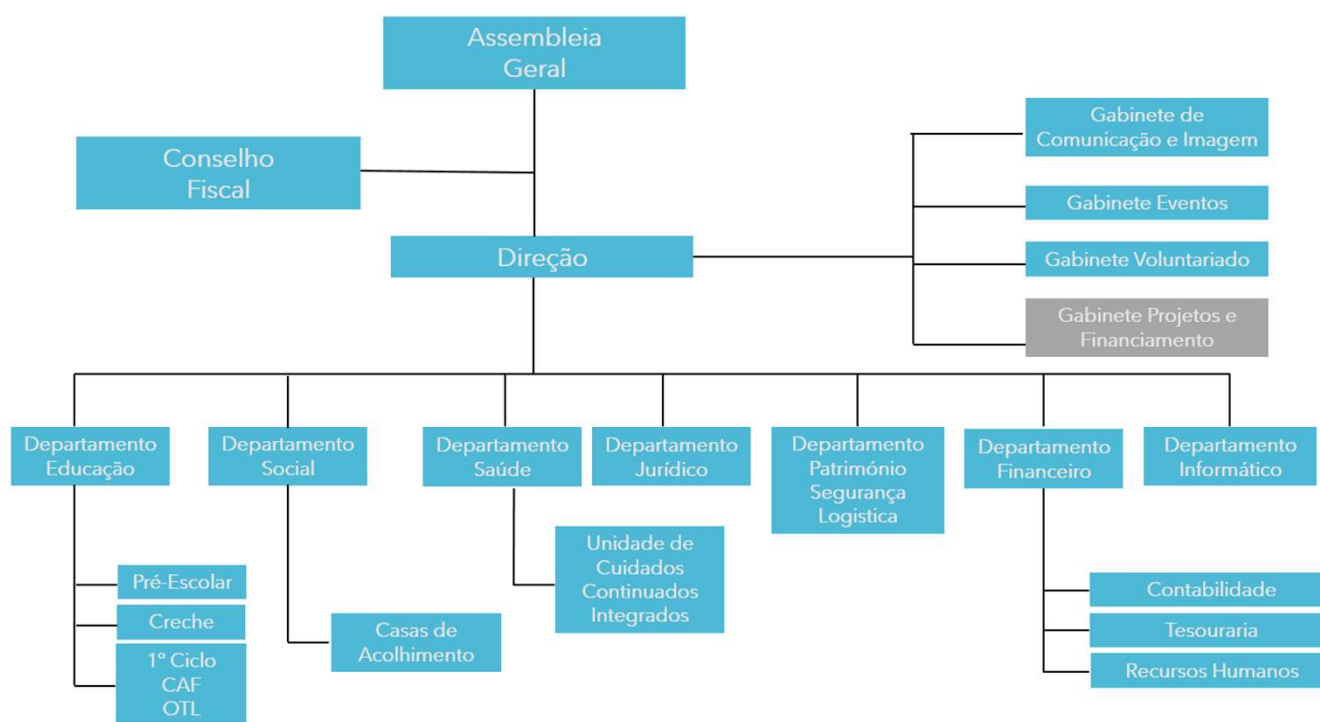 Assembleia
Geral
Conselho
Fiscal
Direção
Gabinete de
Comunicação e Imagem
Gabinete Eventos
Gabinete Voluntariado
Gabinete Projetos e
Financiamento
Departamento
Educação
Departamento
Social
Departamento
Saúde
Departamento
Jurídico
Departamento
Património
Segurança
Logistica
Departamento
Financeiro
Departamento
Informático
Pré-Escolar
Creche
1º Ciclo
CAF
OTL
Casas de
Acolhimento
Unidade de
Cuidados
Continuados
Integrados
Contabilidade
Tesouraria
Recursos Humanos